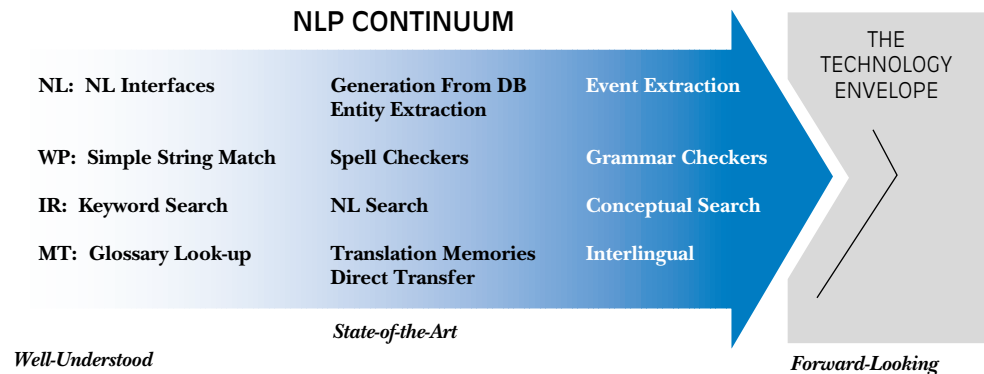 NLP CONTINUUM
THE
TECHNOLOGY
ENVELOPE
NL: NL Interfaces
Generation From DB
Entity Extraction
Event Extraction
WP: Simple String Match
Spell Checkers
Grammar Checkers
IR: Keyword Search
NL Search
Conceptual Search
MT: Glossary Look-up
Translation Memories
Direct Transfer
Interlingual
State-of-the-Art
Well-Understood
Forward-Looking